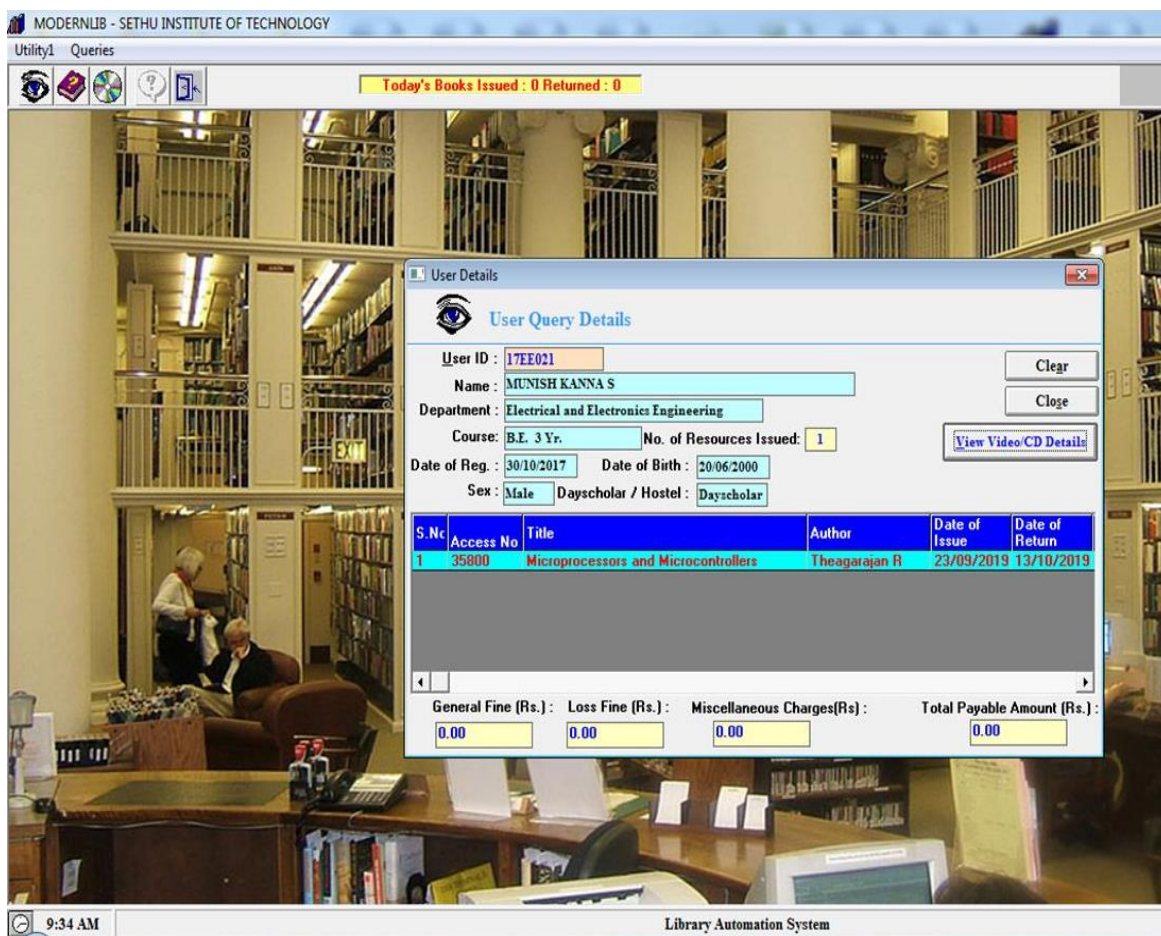 MODERNLIB - SETHU INSTITUTE OF TECHNOLOGY
Utility1 Queries
Today's Books Issued : 0 Returned : 0
User Details
User Query Details
User ID : 17EE021
Clear
Name : MUNISH KANNA S
Close
Department : Electrical and Electronics Engineering
Course: B.E. 3 Yr. No. of Resources Issued: 1
View Video/CD Details
Date of Reg. : 30/10/2017 Date of Birth : 20/06/2000
Sex : Male Dayscholar / Hostel : Dayscholar
S.No Access No Title Author Date of Issue Date of Return
1 35800 Microprocessors and Microcontrollers Theagarajan R 23/09/2019 13/10/2019
General Fine (Rs.) : Loss Fine (Rs.) : Miscellaneous Charges(Rs) : Total Payable Amount (Rs.) :
0.00 0.00 0.00 0.00
EXIT
9:34 AM Library Automation System